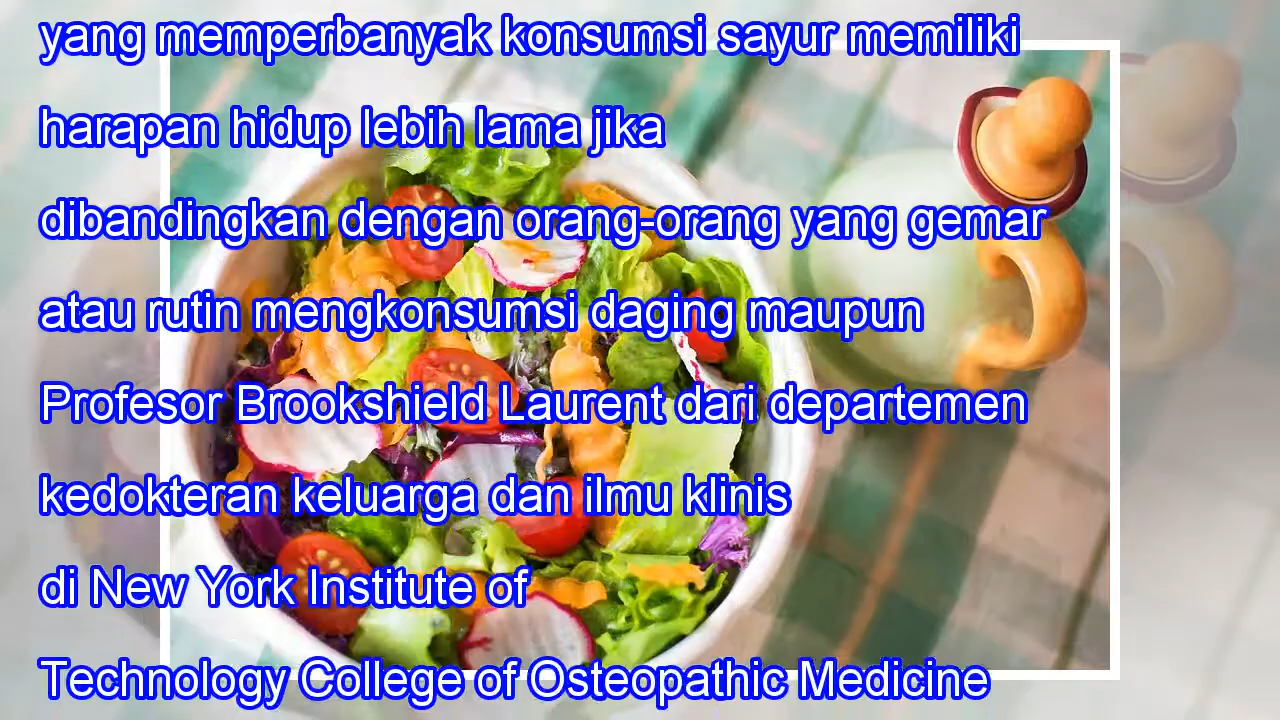 yang memperbanyak konsumsi sayur memiliki
harapan hidup lebih lama jika
dibandingkan dengan orang-orang yang gemar
atau rutin mengkonsumsi daging maupun
Profesor Brookshield Laurent dari departemen
kedokteran keluarga dan ilmu klinis
di New York Institute of
Technology College of Osteopathic Medicine